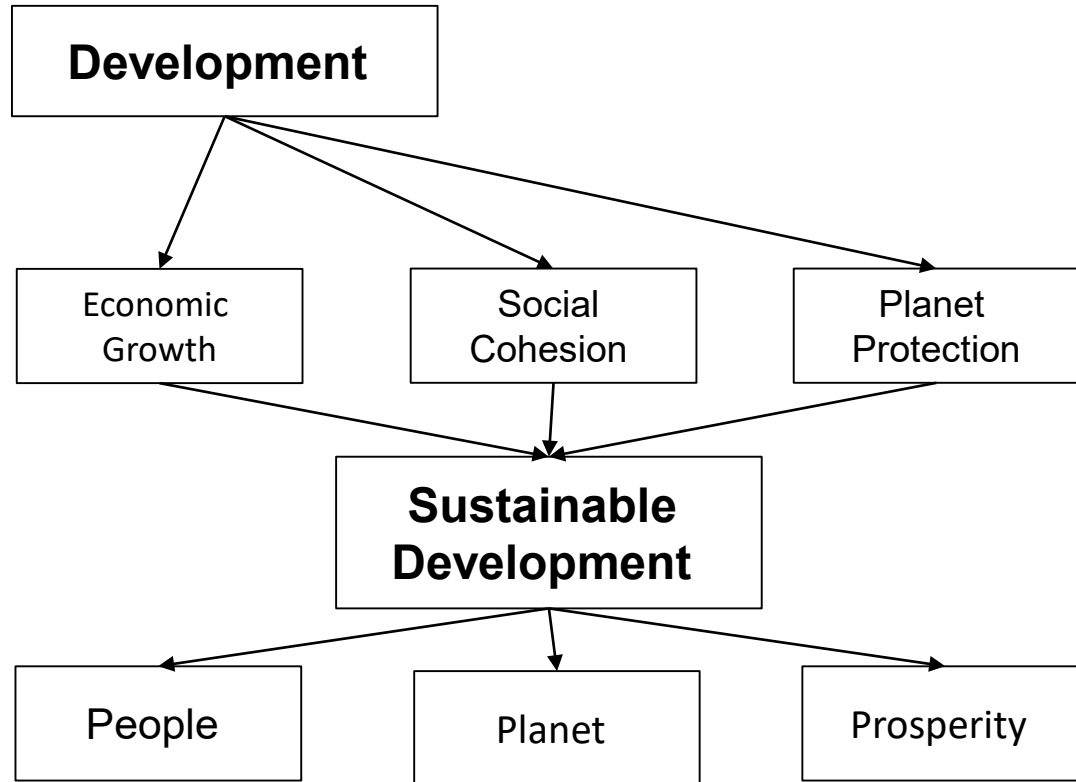 Development
Economic
Growth
Social
Cohesion
Planet
Protection
Sustainable
Development
People
Planet
Prosperity